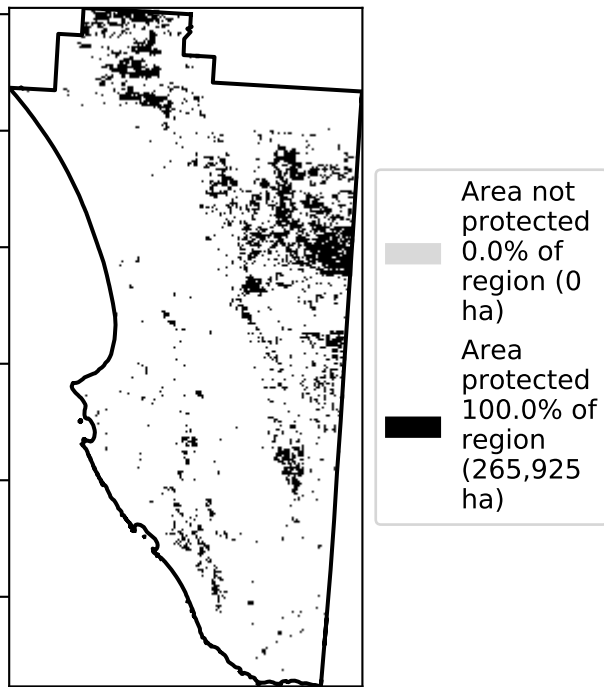 Area not
protected
0.0% of
region (0
ha)
Area
protected
100.0% of
region
(265,925
ha)